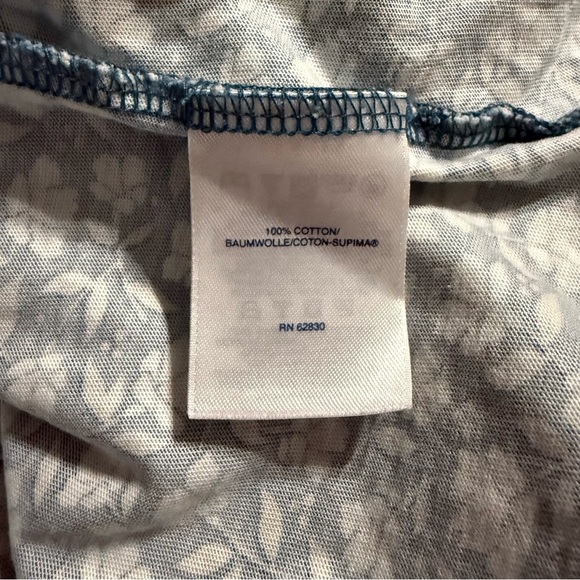 100% COTTON/
BAUMWOLLE/COTON-SUPIMA®
RN 62830